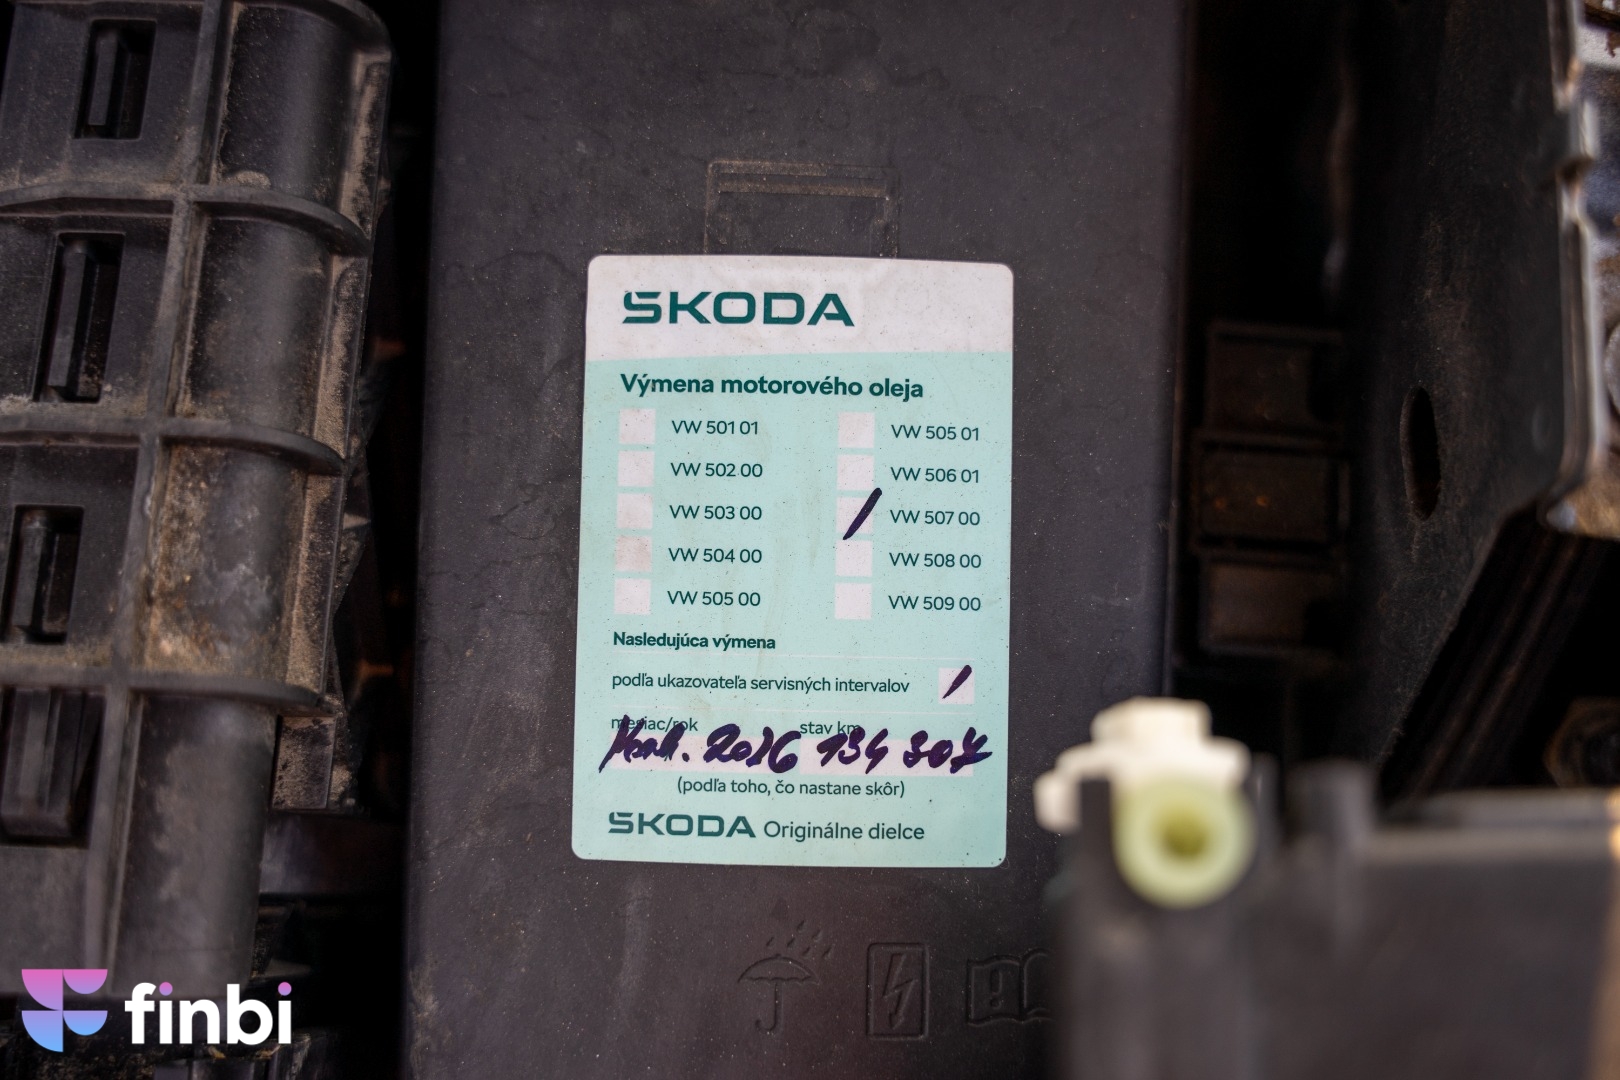 ŠKODA
Výmena motorového oleja
VW 501 01 VW 505 01
VW 502 00 VW 506 01
VW 503 00 VW 507 00
VW 504 00 VW 508 00
VW 505 00 VW 509 00
Nasledujúca výmena
podľa ukazovateľa servisných intervalov
mesiac/rok stav km
134 307
(podľa toho, čo nastane skôr)
ŠKODA Originálne dielce
finbi